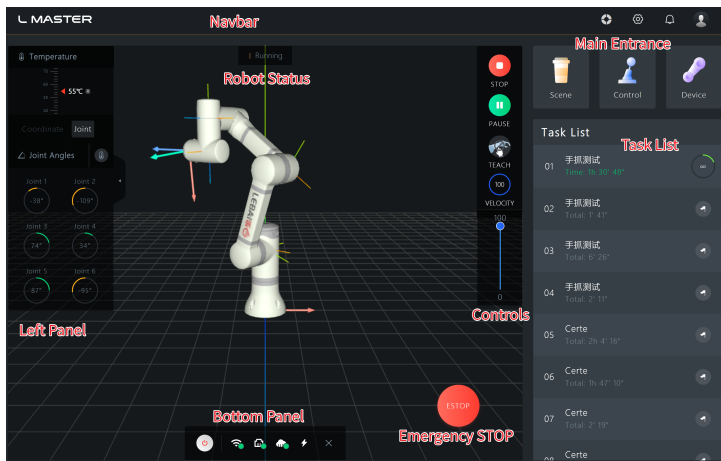 L MASTER
Navbar
Main Entrance
Temperature
55℃
Running
Robot Status
STOP
PAUSE
TEACH
100
VELOCITY
100
0
Controls
Scene
Control
Device
Coordinate
Joint
Joint Angles
Joint 1
Joint 2
-38°
-109°
Joint 3
Joint 4
74°
34°
Joint 5
Joint 6
87°
-95°
Left Panel
LEBAI
Task List
Task List
01
手抓测试
Time: 1h 30' 48"
02
手抓测试
Total: 1' 41"
03
手抓测试
Total: 6' 26"
04
手抓测试
Total: 2' 11"
05
Certe
Total: 2h 4' 16"
06
Certe
Total: 1h 47' 10"
07
Certe
Total: 2' 19"
08
Certe
ESTOP
Emergency STOP
Bottom Panel